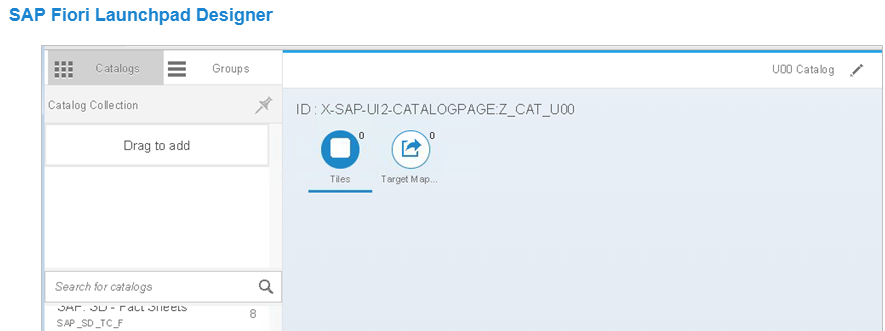 SAP Fiori Launchpad Designer
Catalogs
Groups
U00 Catalog
Catalog Collection
ID : X-SAP-UI2-CATALOGPAGE:Z_CAT_U00
Drag to add
0
0
Tiles
Target Map...
Search for catalogs
SAP: SD - Fact Sheets
8
SAP_SD_TC_F